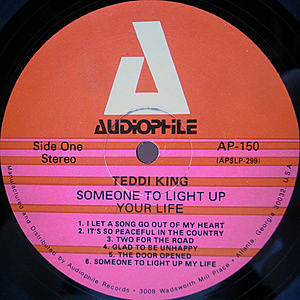 AUDIOPHILE
Side One
Stereo
AP-150
(APSLP-299)
TEDDI KING
SOMEONE TO LIGHT UP
YOUR LIFE
1. I LET A SONG GO OUT OF MY HEART
2. IT'S SO PEACEFUL IN THE COUNTRY
3. TWO FOR THE ROAD
4. GLAD TO BE UNHAPPY
5. THE DOOR OPENED
6. SOMEONE TO LIGHT UP MY LIFE
Manufactured and Distributed by Audiophile Records • 3008 Wadsworth Mill Place • Atlanta, Georgia 30032, U.S.A.